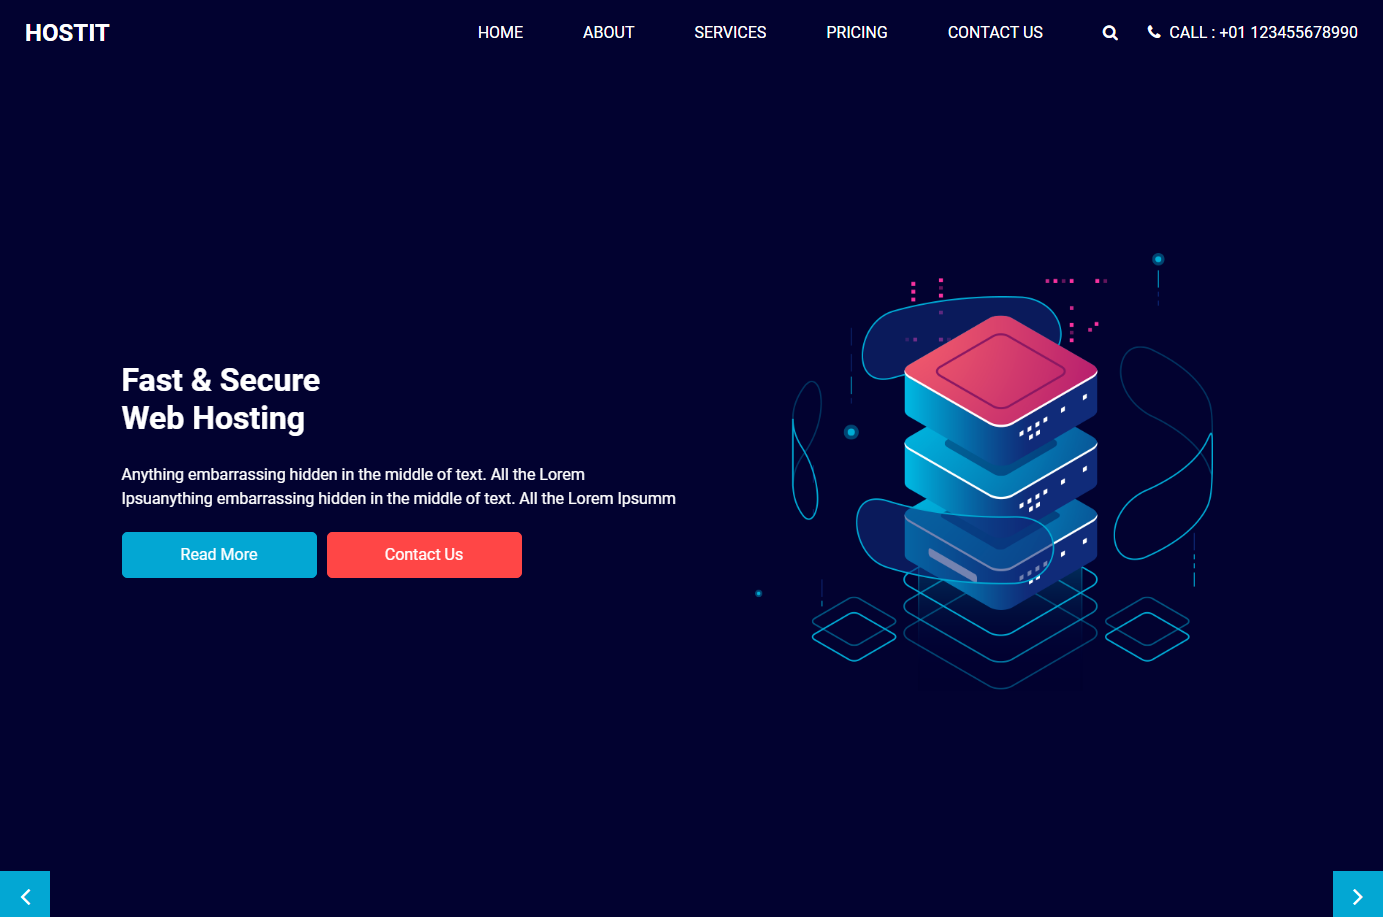 HOSTIT
HOME ABOUT SERVICES PRICING CONTACT US CALL : +01 123455678990
Fast & Secure
Web Hosting
Anything embarrassing hidden in the middle of text. All the Lorem
Ipsuanything embarrassing hidden in the middle of text. All the Lorem Ipsumm
Read More Contact Us